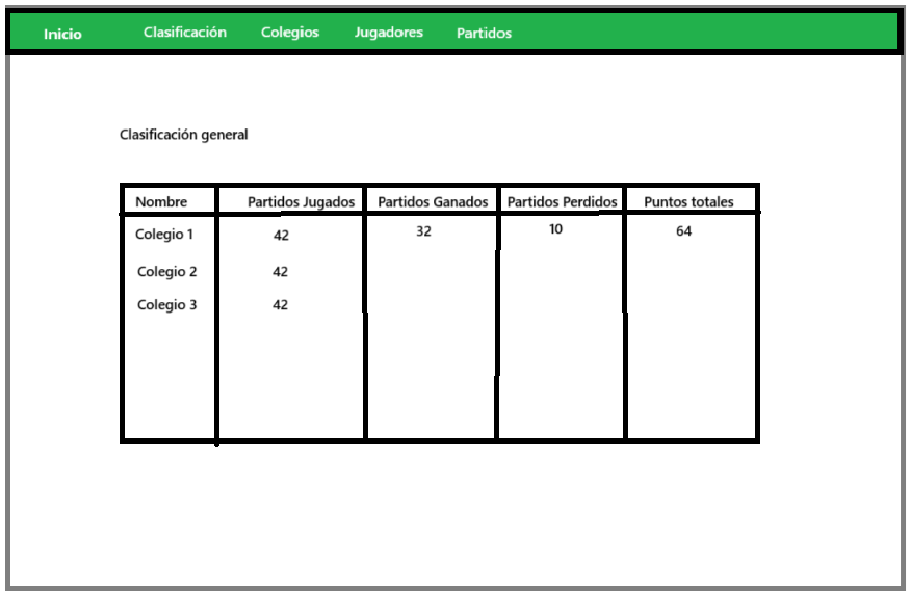 Inicio Clasificación Colegios Jugadores Partidos
Clasificación general
Nombre Partidos Jugados Partidos Ganados Partidos Perdidos Puntos totales
Colegio 1 42 32 10 64
Colegio 2 42
Colegio 3 42